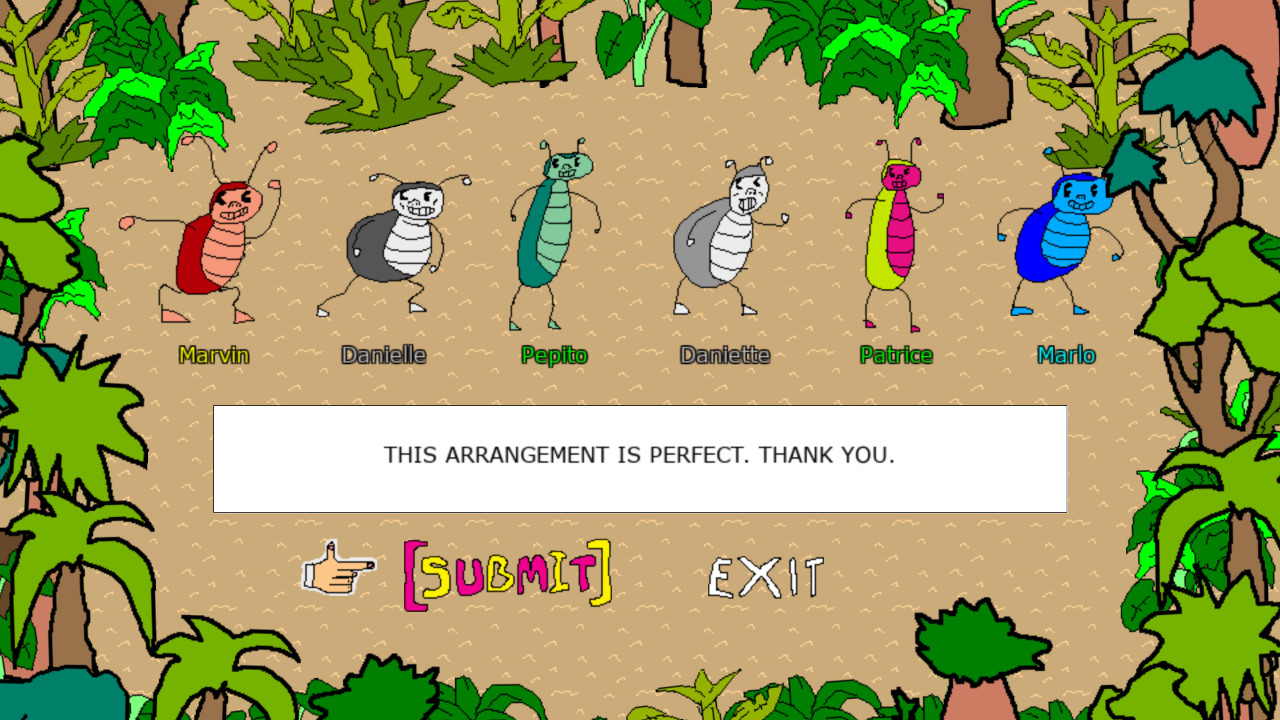 Marvin Danielle Pepito Daniette Patrice Marlo
THIS ARRANGEMENT IS PERFECT. THANK YOU.
[SUBMIT] EXIT